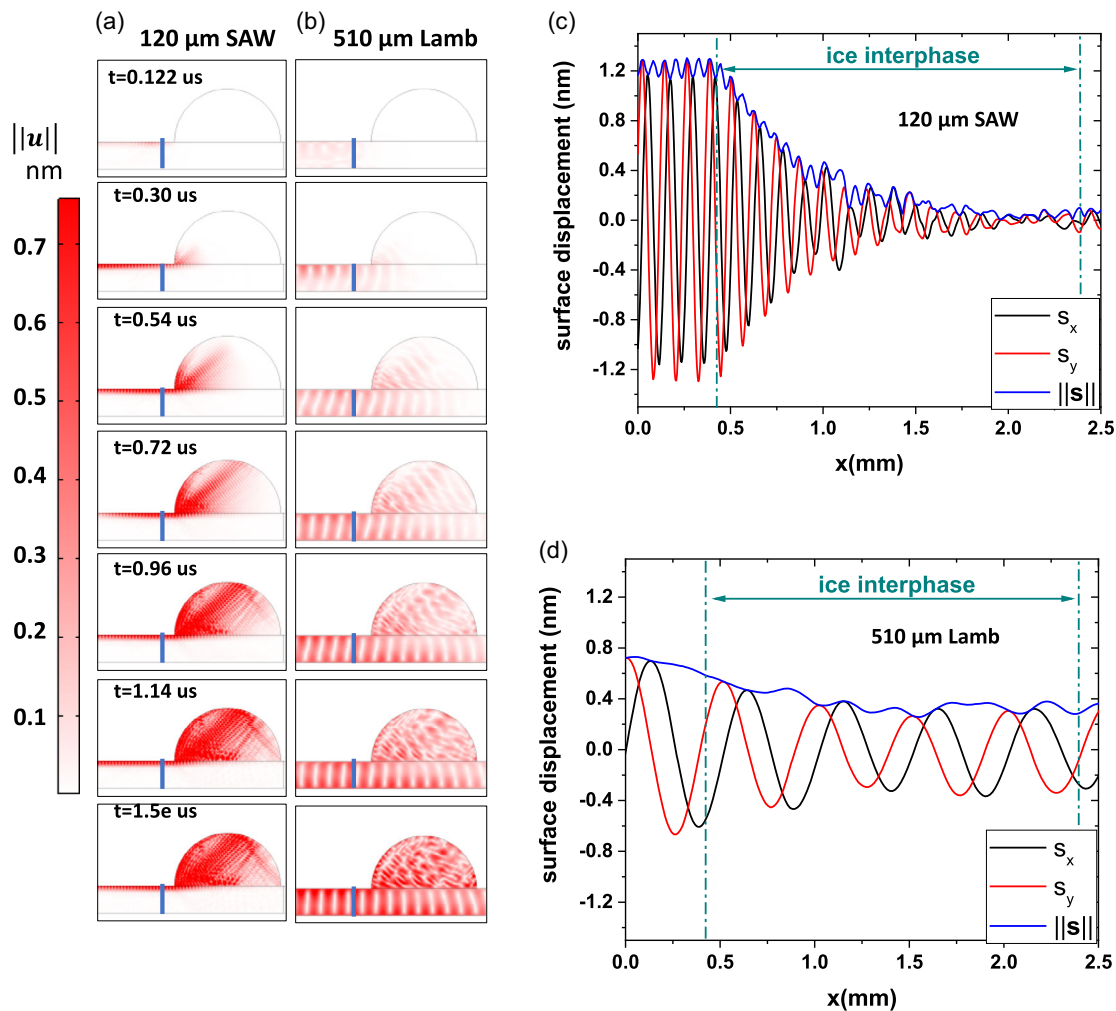 (a)
120 µm SAW
(b)
510 µm Lamb
||u||
nm
0.7
0.6
0.5
0.4
0.3
0.2
0.1
t=0.122 us
t=0.30 us
t=0.54 us
t=0.72 us
t=0.96 us
t=1.14 us
t=1.5e us
(c)
surface displacement (nm)
1.2
0.8
0.4
0.0
-0.4
-0.8
-1.2
ice interphase
120 µm SAW
s_x
s_y
||s||
0.0 0.5 1.0 1.5 2.0 2.5
x(mm)
(d)
surface displacement (nm)
1.2
0.8
0.4
0.0
-0.4
-0.8
-1.2
ice interphase
510 µm Lamb
s_x
s_y
||s||
0.0 0.5 1.0 1.5 2.0 2.5
x(mm)